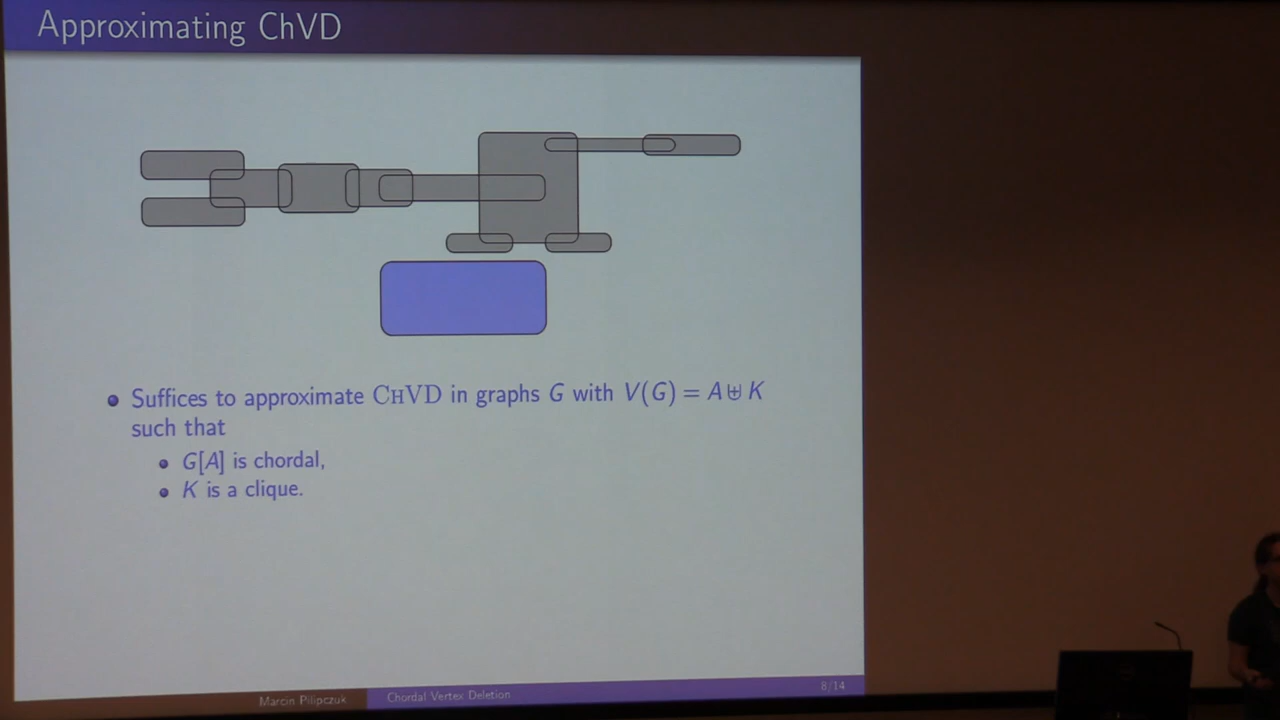 Approximating ChVD
Suffices to approximate ChVD in graphs G with V(G) = A ⊎ K
such that
G[A] is chordal,
K is a clique.
Marcin Pilipczuk
Chordal Vertex Deletion
8/14